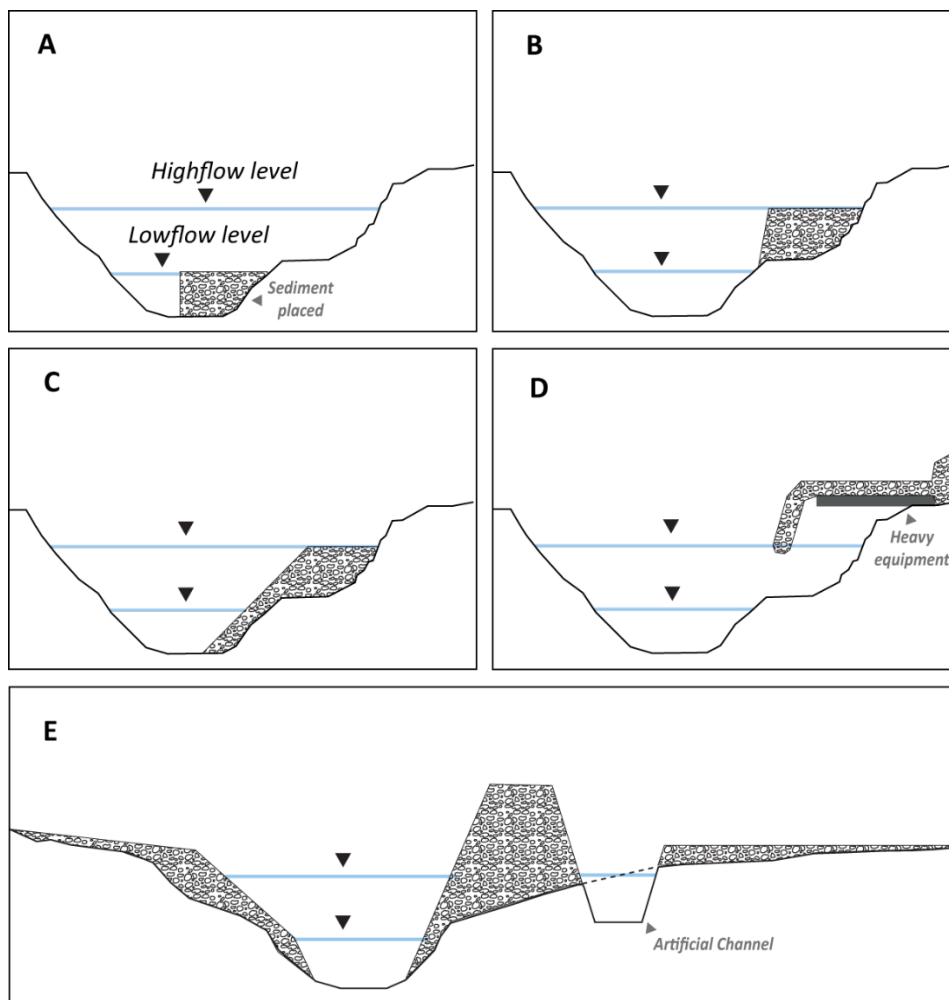 A
Highflow level
Lowflow level
Sediment
placed
B
C
D
Heavy
equipment
E
Artificial Channel